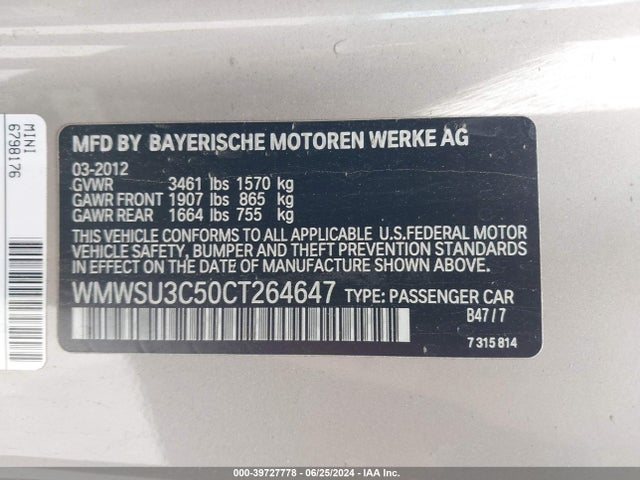 MINI
6798176
MFD BY BAYERISCHE MOTOREN WERKE AG
03-2012
GVWR 3461 lbs 1570 kg
GAWR FRONT 1907 lbs 865 kg
GAWR REAR 1664 lbs 755 kg
THIS VEHICLE CONFORMS TO ALL APPLICABLE U.S.FEDERAL MOTOR
VEHICLE SAFETY, BUMPER AND THEFT PREVENTION STANDARDS
IN EFFECT ON THE DATE OF MANUFACTURE SHOWN ABOVE.
WMWSU3C50CT264647 TYPE: PASSENGER CAR
B47/7
7 315 814
000-39727778 - 06/25/2024 - IAA Inc.